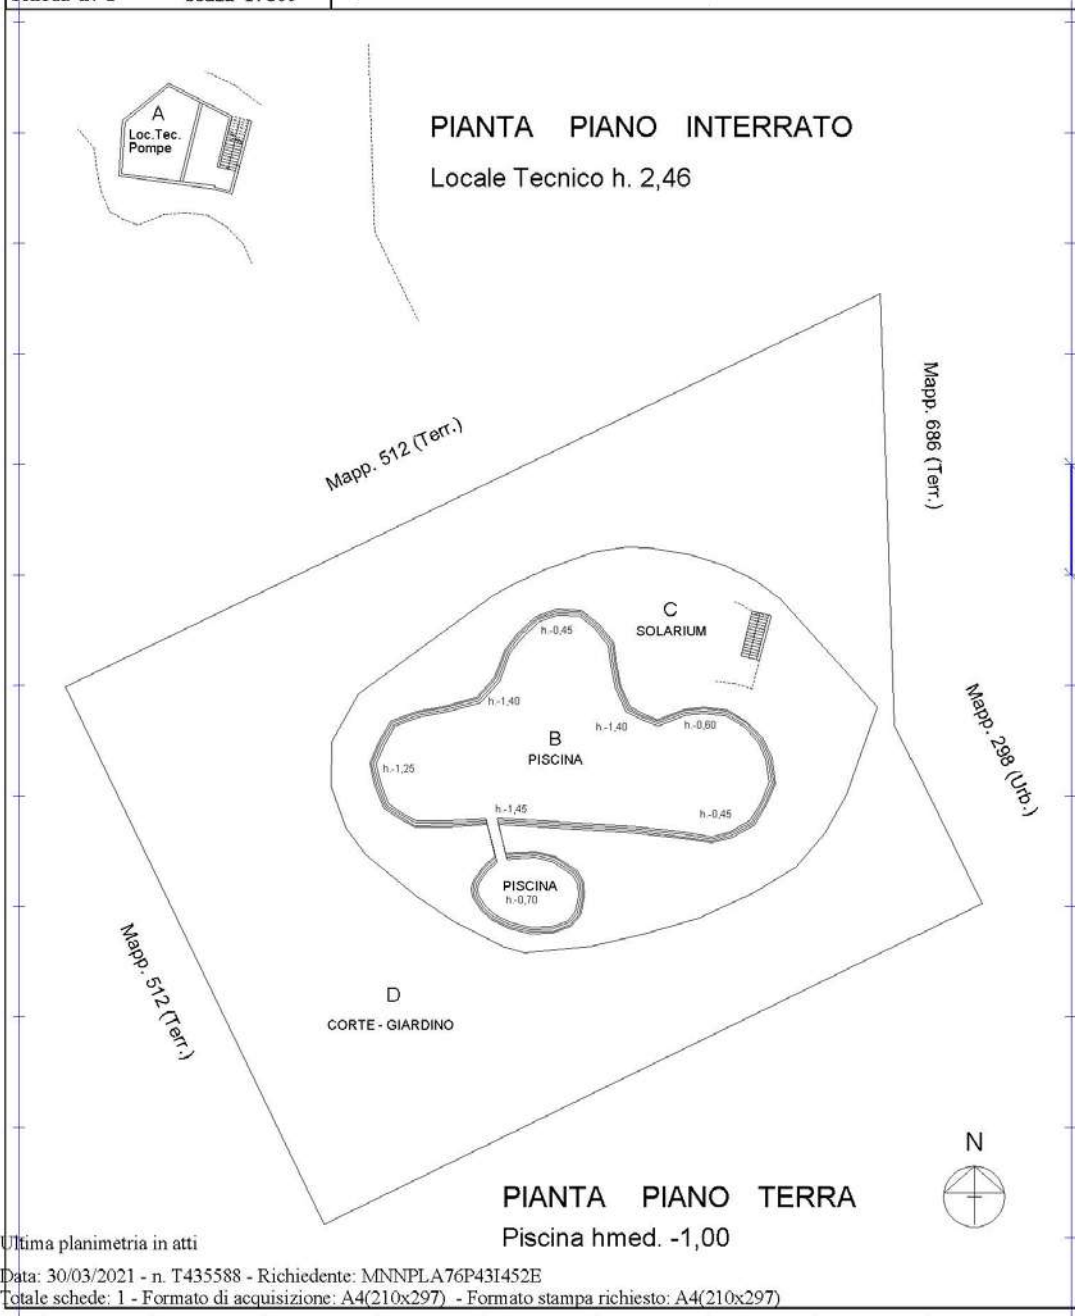 PIANTA PIANO INTERRATO
Locale Tecnico h. 2,46
A
Loc.Tec.
Pompe
Mapp. 512 (Terr.)
Mapp. 686 (Terr.)
C
SOLARIUM
h.-0,45
h.-1,40
h.-1,40
h.-0,60
B
PISCINA
h.-1,25
h.-1,45
h.-0,45
Mapp. 298 (Urb.)
PISCINA
h.-0,70
Mapp. 512 (Terr.)
D
CORTE - GIARDINO
N
PIANTA PIANO TERRA
Piscina hmed. -1,00
Ultima planimetria in atti
Data: 30/03/2021 - n. T435588 - Richiedente: MNNPLA76P43I452E
Totale schede: 1 - Formato di acquisizione: A4(210x297) - Formato stampa richiesto: A4(210x297)